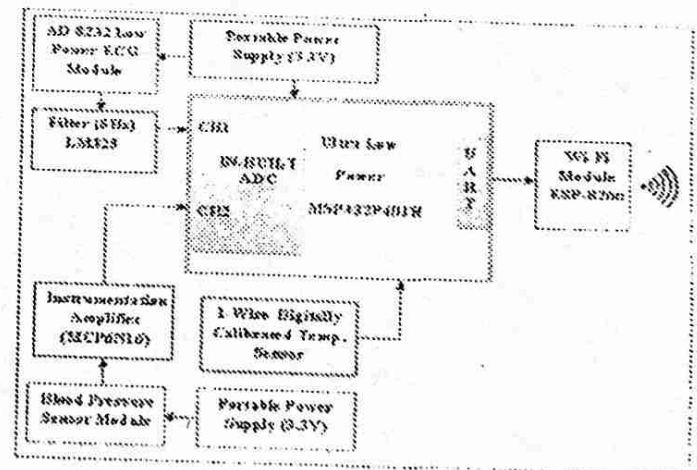 AD 8232 Low
Power ECG
Module
Portable Power
Supply (3.3V)
Filter
CH1
IN-BUILT
ADC
CH2
Ultra Low
Power
MSP432P401R
UART
Wi-Fi
Module
Instrumentation
Amplifier
1-Wire Digitally
Calibrated Temp.
Sensor
Blood Pressure
Sensor Module
Portable Power
Supply (3.3V)